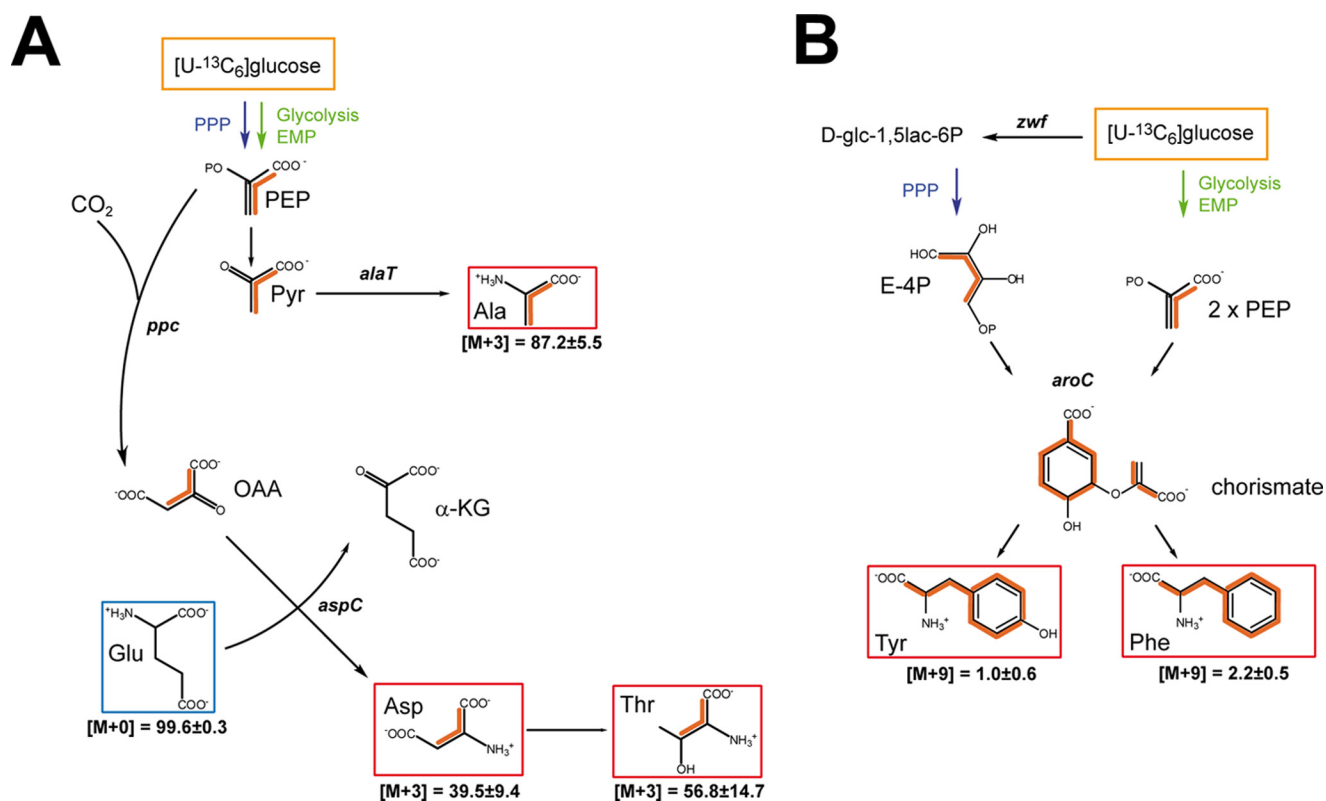 A
[U-13C6]glucose
PPP
Glycolysis
EMP
PO
COO-
PEP
CO2
O
COO-
Pyr
alaT
+H3N
COO-
Ala
[M+3] = 87.2±5.5
ppc
COO-
-OOC
O
OAA
O
COO-
α-KG
COO-
aspC
+H3N
COO-
Glu
COO-
[M+0] = 99.6±0.3
Asp
COO-
-OOC
NH3+
[M+3] = 39.5±9.4
Thr
COO-
NH3+
OH
[M+3] = 56.8±14.7
B
D-glc-1,5lac-6P
zwf
[U-13C6]glucose
PPP
Glycolysis
EMP
OH
HOC
OH
E-4P
OP
PO
COO-
2 x PEP
aroC
COO-
O
COO-
OH
chorismate
-OOC
NH3+
OH
Tyr
[M+9] = 1.0±0.6
-OOC
NH3+
Phe
[M+9] = 2.2±0.5